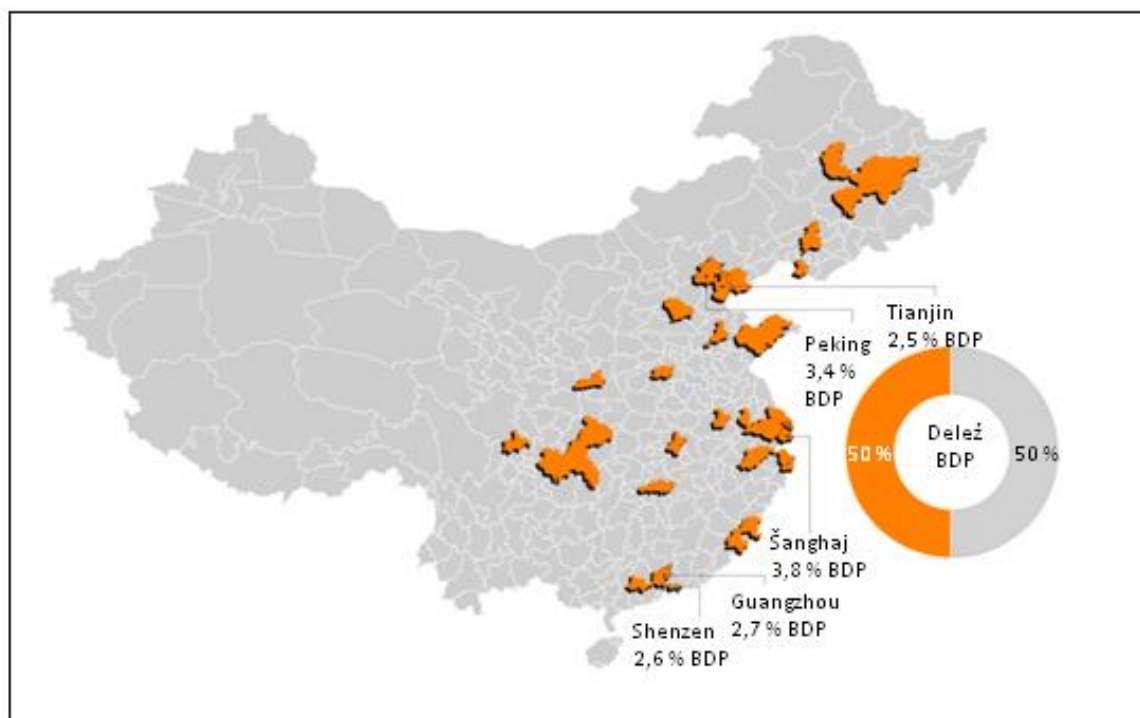 Tianjin
2,5 % BDP
Peking
3,4 %
BDP
50 %
Delež
BDP
50 %
Šanghaj
3,8 % BDP
Guangzhou
2,7 % BDP
Shenzen
2,6 % BDP